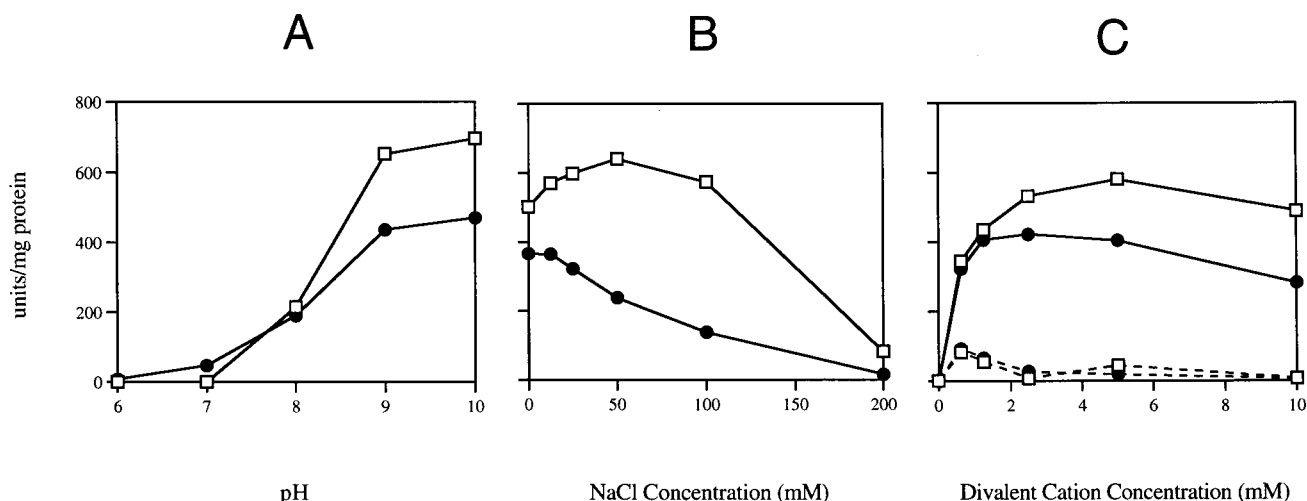 A B C
800
600
400
200
0
units/mg protein
6 7 8 9 10
0 50 100 150 200
0 2 4 6 8 10
pH NaCl Concentration (mM) Divalent Cation Concentration (mM)